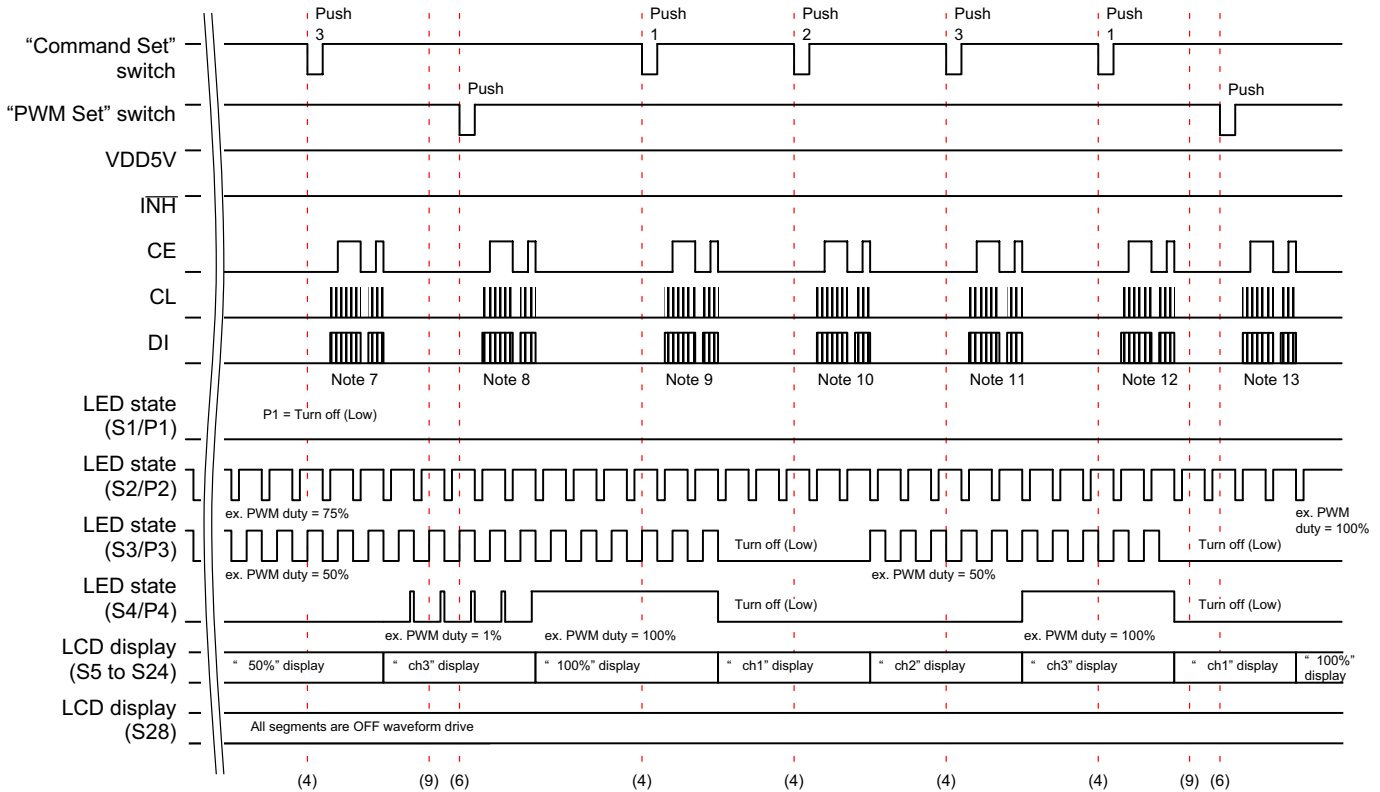 Push Push Push Push Push
3 1 2 3 1
“Command Set”
switch
Push Push
“PWM Set” switch
VDD5V
INH
CE
CL
DI
Note 7 Note 8 Note 9 Note 10 Note 11 Note 12 Note 13
LED state
(S1/P1)
P1 = Turn off (Low)
LED state
(S2/P2)
ex. PWM duty = 75%
ex. PWM
duty = 100%
LED state
(S3/P3)
Turn off (Low) Turn off (Low)
ex. PWM duty = 50% ex. PWM duty = 50%
LED state
(S4/P4)
Turn off (Low) Turn off (Low)
ex. PWM duty = 1% ex. PWM duty = 100% ex. PWM duty = 100%
LCD display
(S5 to S24)
“ 50%” display “ ch3” display “ 100%” display “ ch1” display “ ch2” display “ ch3” display “ ch1” display “ 100%”
display
LCD display
(S28)
All segments are OFF waveform drive
(4) (9) (6) (4) (4) (4) (4) (9) (6)